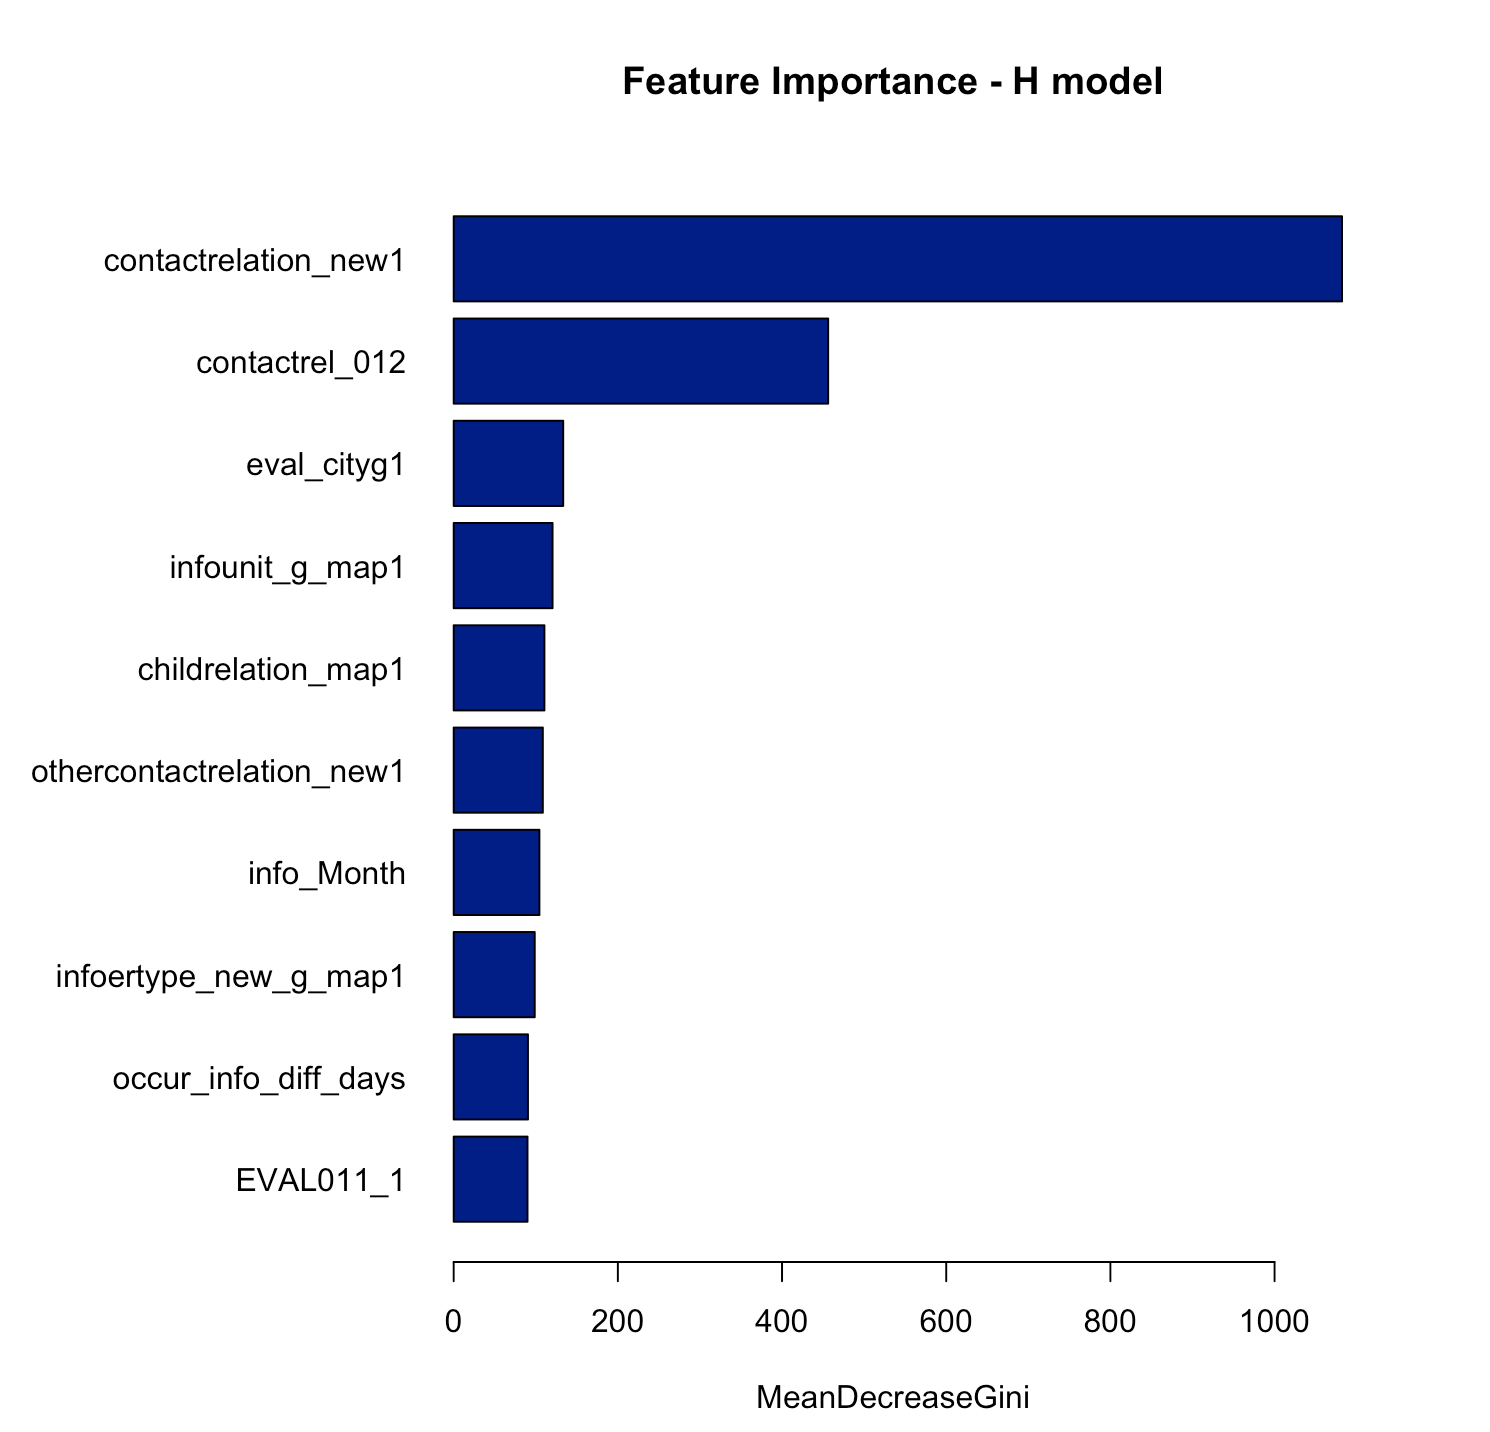 Feature Importance - H model
contactrelation_new1
contactrel_012
eval_cityg1
infounit_g_map1
childrelation_map1
othercontactrelation_new1
info_Month
infoertype_new_g_map1
occur_info_diff_days
EVAL011_1
0 200 400 600 800 1000
MeanDecreaseGini